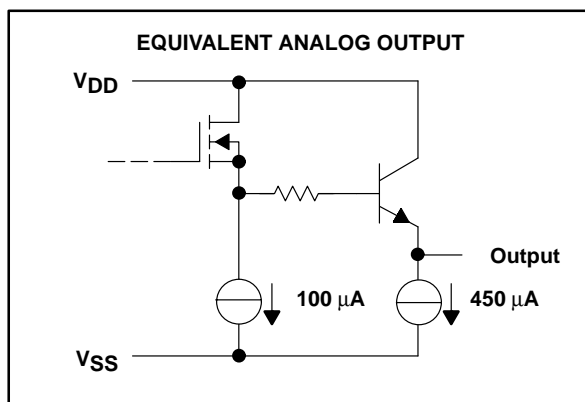 EQUIVALENT ANALOG OUTPUT
VDD
Output
100 μA
450 μA
VSS